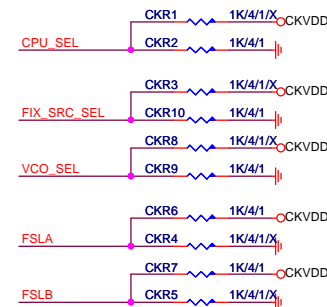 CKR1 1K/4/1/X CKVDD
CPU_SEL CKR2 1K/4/1
CKR3 1K/4/1/X CKVDD
FIX_SRC_SEL CKR10 1K/4/1
CKR8 1K/4/1/X CKVDD
VCO_SEL CKR9 1K/4/1
CKR6 1K/4/1 CKVDD
FSLA CKR4 1K/4/1/X
CKR7 1K/4/1 CKVDD
FSLB CKR5 1K/4/1/X